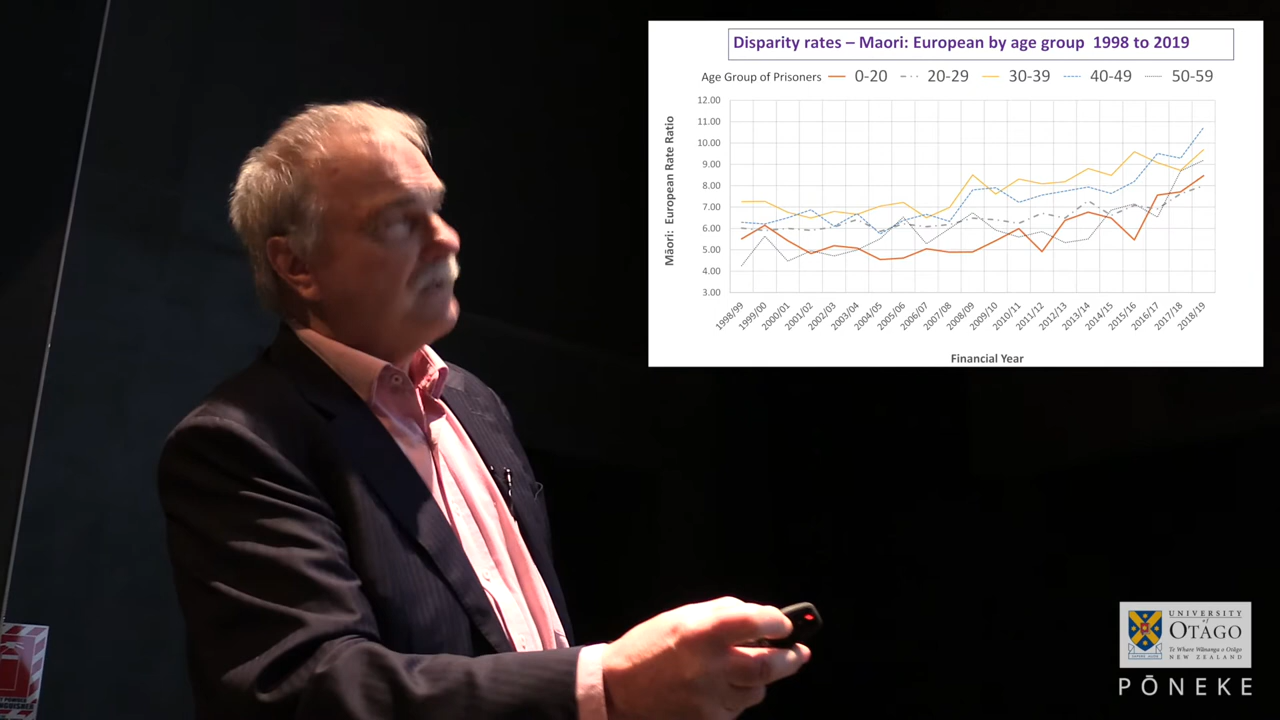 Disparity rates – Maori: European by age group 1998 to 2019
Age Group of Prisoners 0-20 20-29 30-39 40-49 50-59
Māori: European Rate Ratio
12.00
11.00
10.00
9.00
8.00
7.00
6.00
5.00
4.00
3.00
1998/99 1999/00 2000/01 2001/02 2002/03 2003/04 2004/05 2005/06 2006/07 2007/08 2008/09 2009/10 2010/11 2011/12 2012/13 2013/14 2014/15 2015/16 2016/17 2017/18 2018/19
Financial Year
UNIVERSITY
of
OTAGO
Te Whare Wānanga o Otāgo
NEW ZEALAND
PŌNEKE